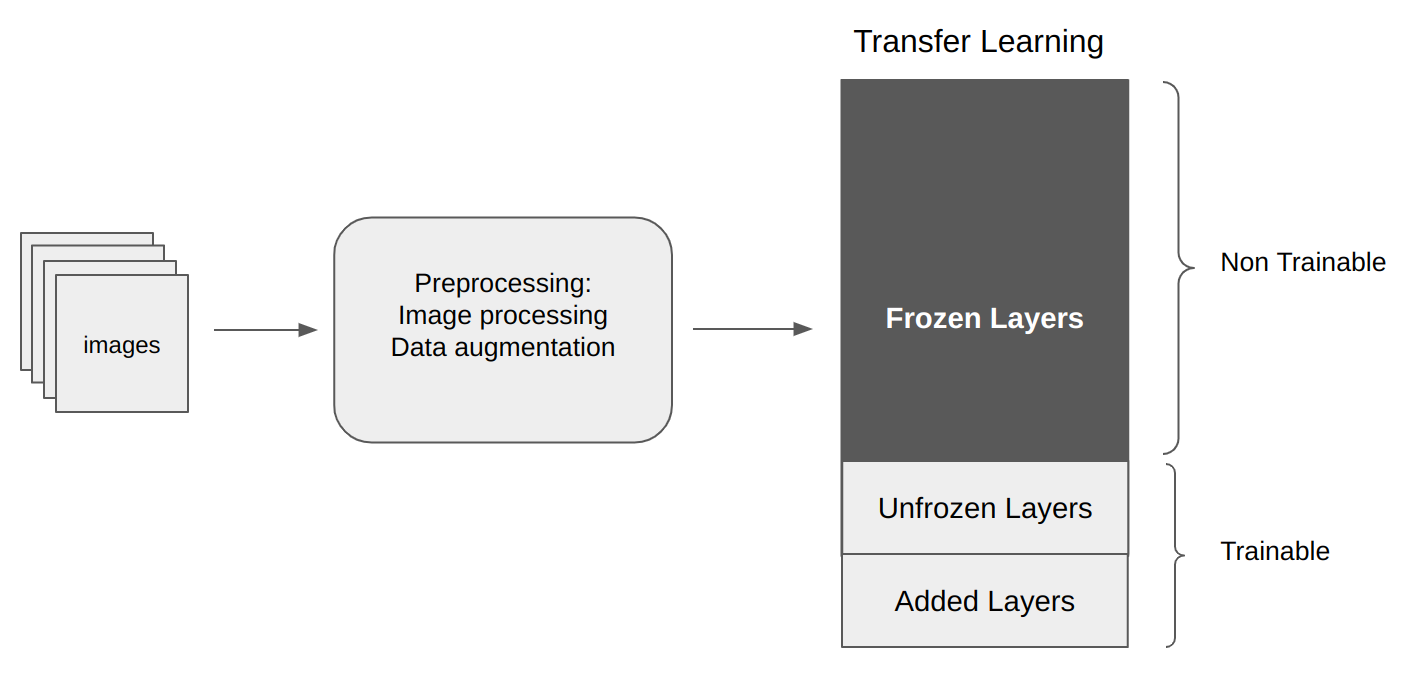 Transfer Learning
images
Preprocessing:
Image processing
Data augmentation
Frozen Layers
Non Trainable
Unfrozen Layers
Added Layers
Trainable